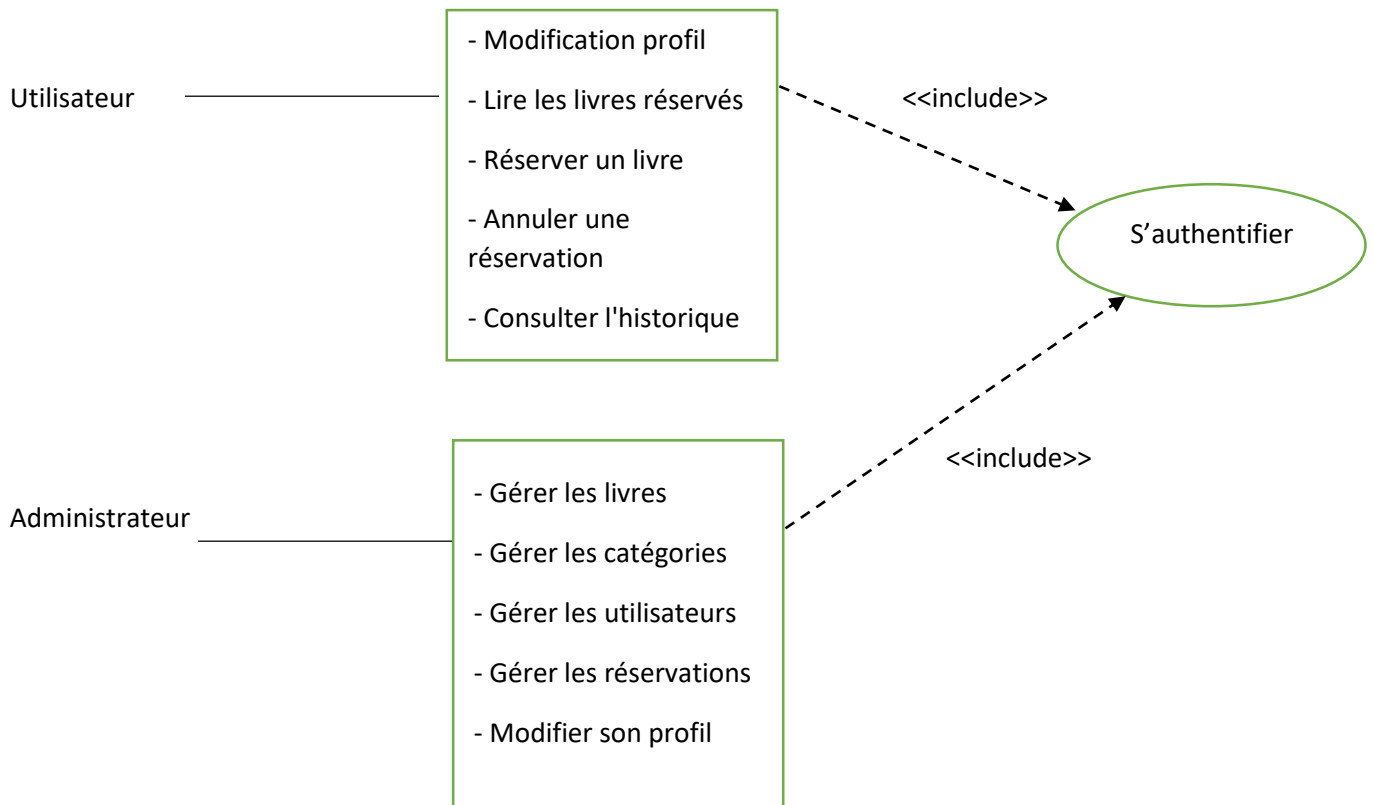 - Modification profil
Utilisateur
- Lire les livres réservés
<<include>>
- Réserver un livre
- Annuler une
réservation
S’authentifier
- Consulter l'historique
<<include>>
- Gérer les livres
Administrateur
- Gérer les catégories
- Gérer les utilisateurs
- Gérer les réservations
- Modifier son profil